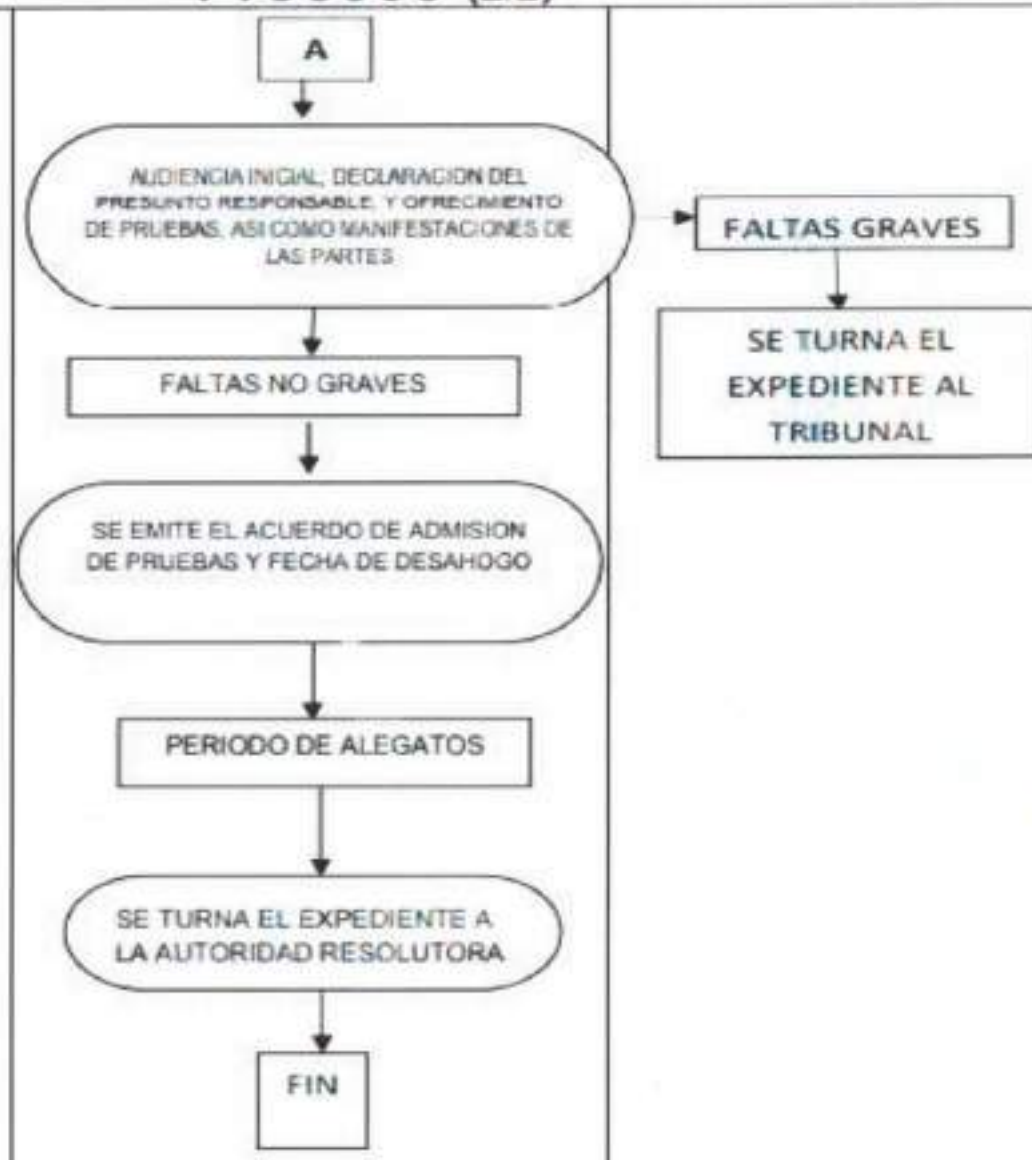 A
AUDIENCIA INICIAL, DECLARACION DEL
PRESUNTO RESPONSABLE, Y OFRECIMIENTO
DE PRUEBAS, ASI COMO MANIFESTACIONES DE
LAS PARTES
FALTAS GRAVES
SE TURNA EL
EXPEDIENTE AL
TRIBUNAL
FALTAS NO GRAVES
SE EMITE EL ACUERDO DE ADMISION
DE PRUEBAS Y FECHA DE DESAHOGO
PERIODO DE ALEGATOS
SE TURNA EL EXPEDIENTE A
LA AUTORIDAD RESOLUTORA
FIN